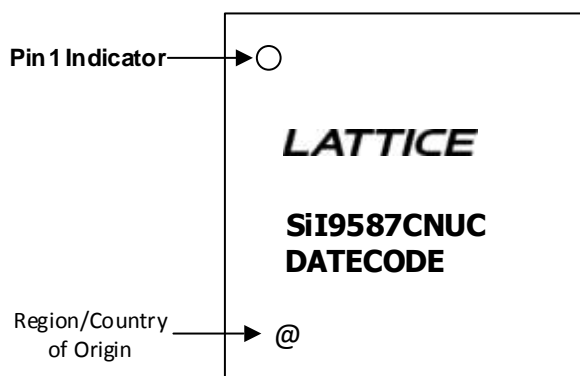 Pin 1 Indicator
LATTICE
SiI9587CNUC
DATECODE
Region/Country
of Origin
@